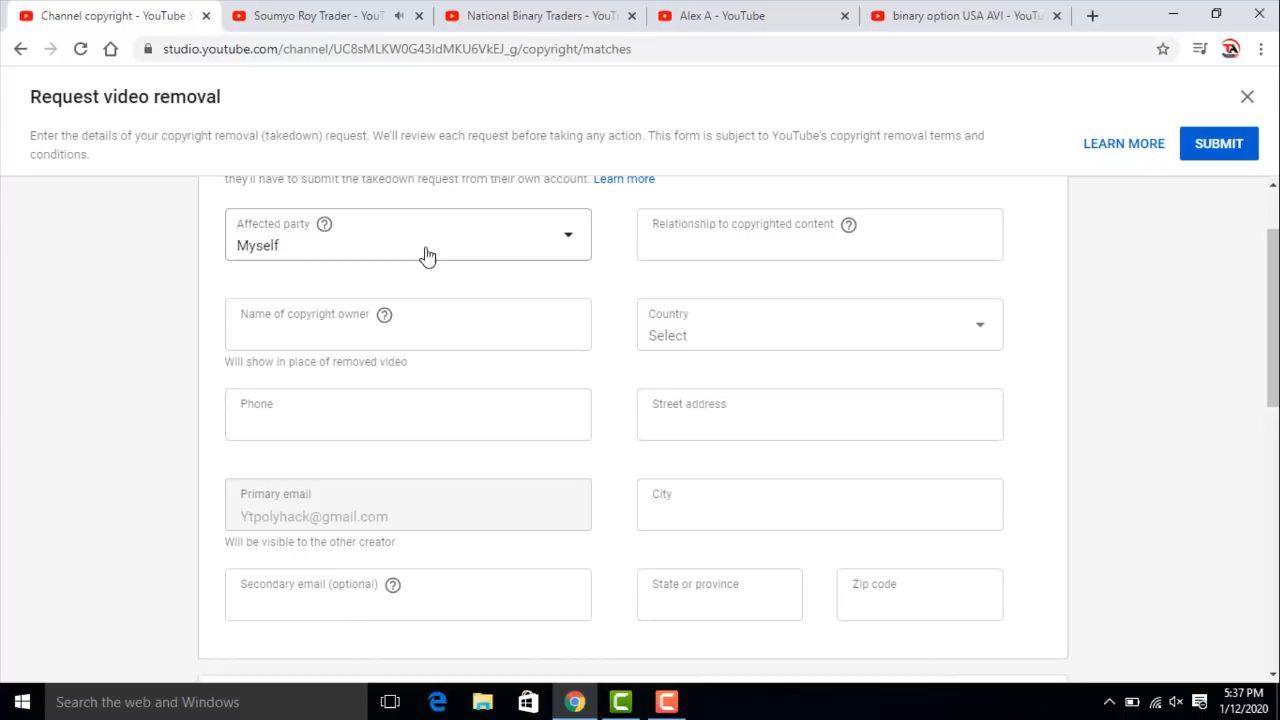 Channel copyright - YouTube S
Soumyo Roy Trader - YouT
National Binary Traders - YouT
Alex A - YouTube
binary option USA AVI - YouTu
studio.youtube.com/channel/UC8sMLKW0G43IdMKU6VkEJ_g/copyright/matches
Request video removal
Enter the details of your copyright removal (takedown) request. We'll review each request before taking any action. This form is subject to YouTube's copyright removal terms and
conditions.
LEARN MORE
SUBMIT
they'll have to submit the takedown request from their own account. Learn more
Affected party
Myself
Relationship to copyrighted content
Name of copyright owner
Will show in place of removed video
Country
Select
Phone
Street address
Primary email
Ytpolyhack@gmail.com
Will be visible to the other creator
City
Secondary email (optional)
State or province
Zip code
Search the web and Windows
5:37 PM
1/12/2020